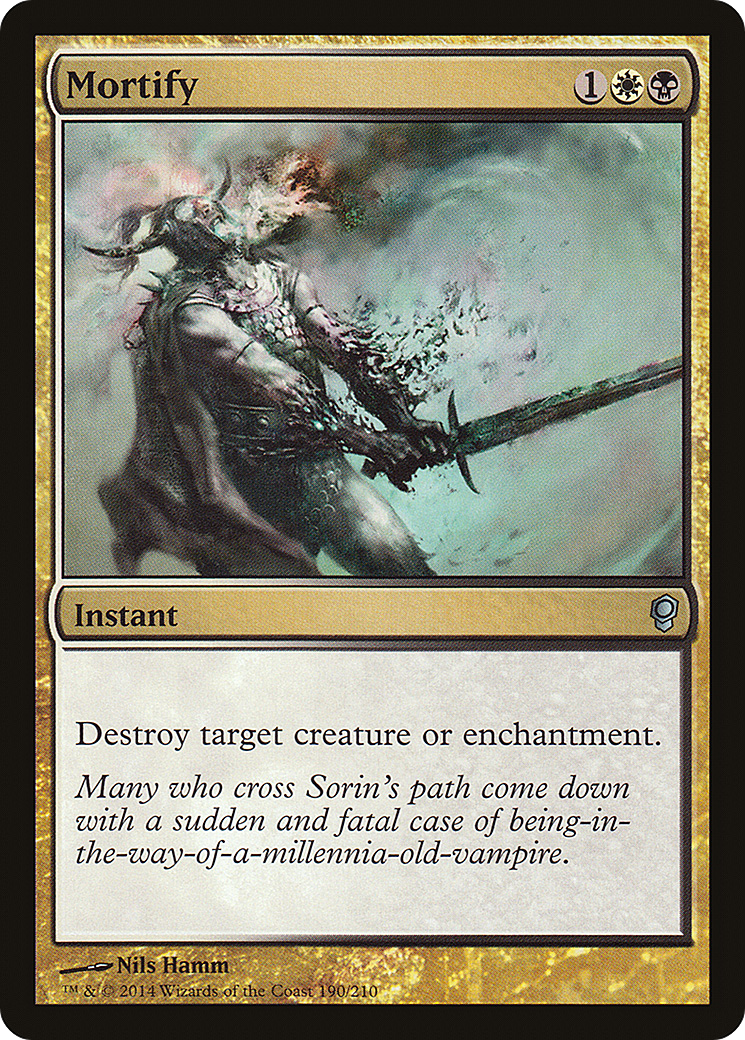 Mortify
1
Instant
Destroy target creature or enchantment.
Many who cross Sorin's path come down
with a sudden and fatal case of being-in-
the-way-of-a-millennia-old-vampire.
Nils Hamm
™ & © 2014 Wizards of the Coast 190/210